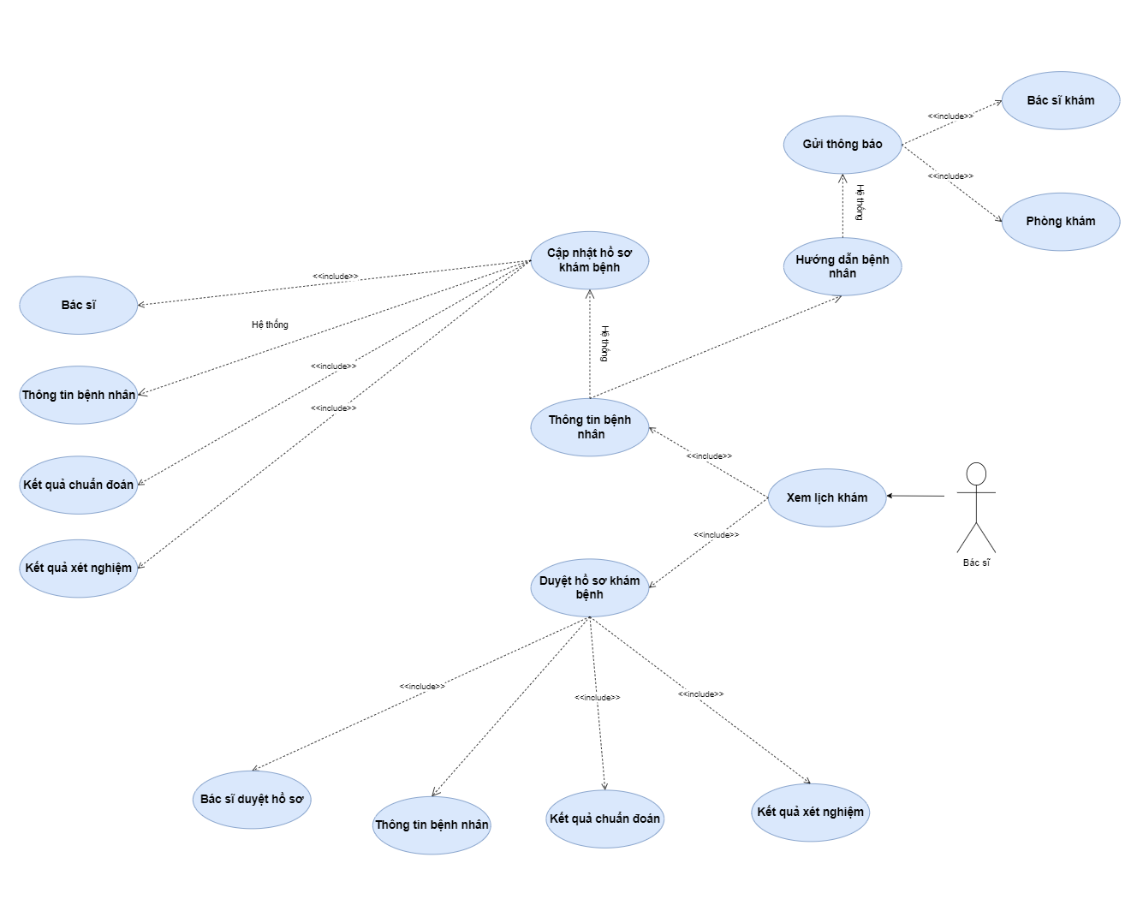 Bác sĩ khám
<<include>>
Gửi thông báo
<<include>>
Hệ thống
Phòng khám
Cập nhật hồ sơ
khám bệnh
Hướng dẫn bệnh
nhân
<<include>>
Bác sĩ
Hệ thống
Hệ thống
<<include>>
Thông tin bệnh nhân
<<include>>
Thông tin bệnh
nhân
<<include>>
Kết quả chuẩn đoán
Xem lịch khám
<<include>>
Bác sĩ
Kết quả xét nghiệm
Duyệt hồ sơ khám
bệnh
<<include>>
<<include>>
<<include>>
Bác sĩ duyệt hồ sơ
Thông tin bệnh nhân
Kết quả chuẩn đoán
Kết quả xét nghiệm